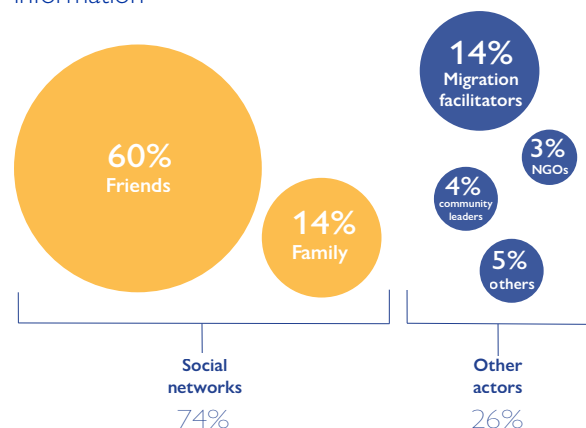 information
60%
Friends
14%
Family
14%
Migration
facilitators
3%
NGOs
4%
community
leaders
5%
others
Social
networks
74%
Other
actors
26%